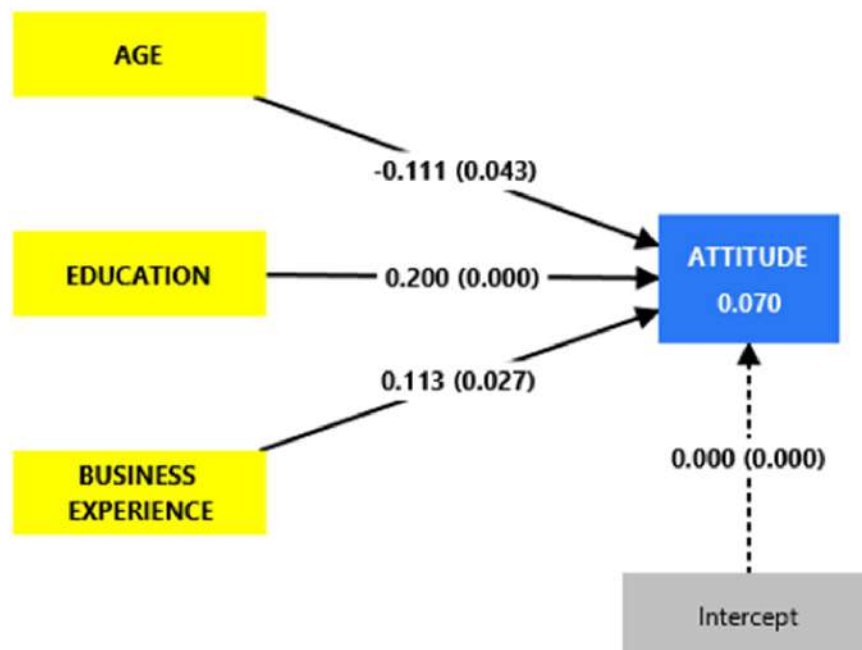 AGE
-0.111 (0.043)
EDUCATION
0.200 (0.000)
ATTITUDE
0.070
0.113 (0.027)
BUSINESS
EXPERIENCE
0.000 (0.000)
Intercept